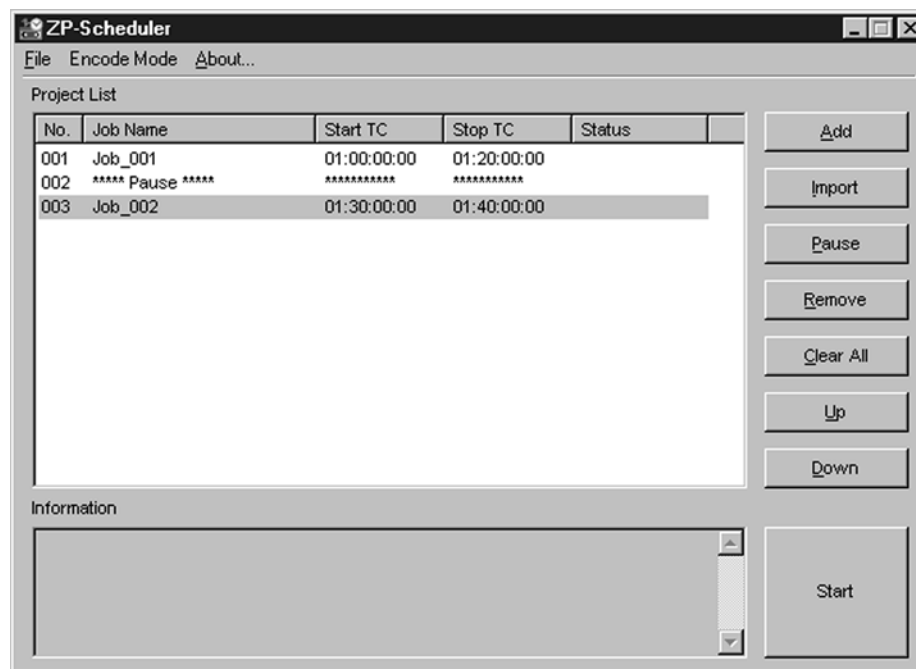 ZP-Scheduler
File Encode Mode About...
Project List
No. Job Name Start TC Stop TC Status
001 Job_001 01:00:00:00 01:20:00:00
002 ***** Pause ***** *********** ***********
003 Job_002 01:30:00:00 01:40:00:00
Add
Import
Pause
Remove
Clear All
Up
Down
Information
Start